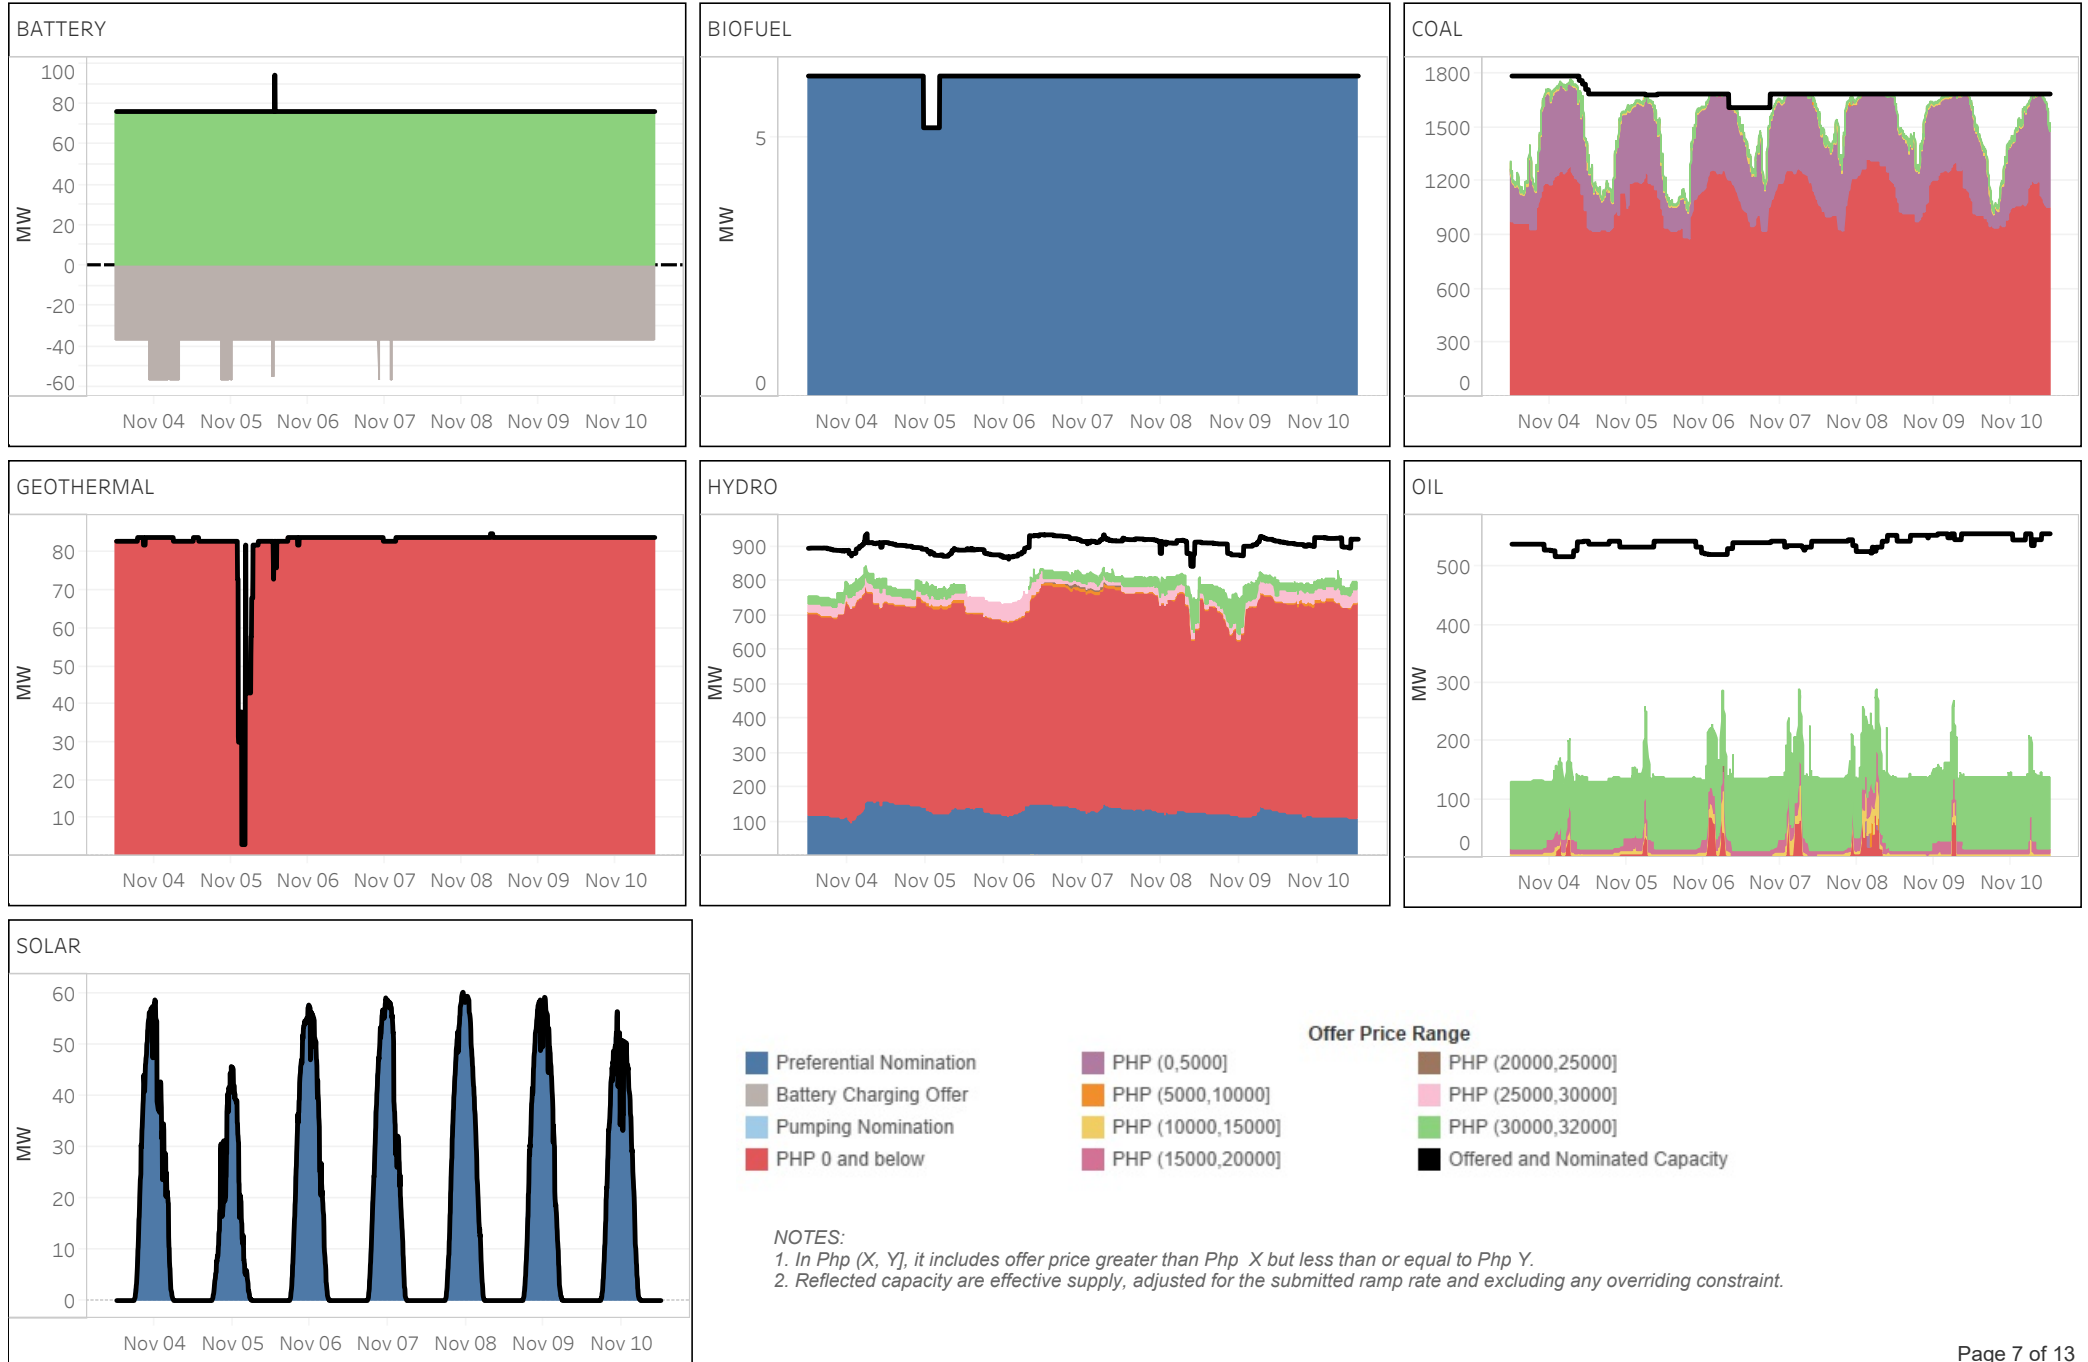 BATTERY
100
80
60
40
20
0
-20
-40
-60
MW
Nov 04 Nov 05 Nov 06 Nov 07 Nov 08 Nov 09 Nov 10
BIOFUEL
5
0
MW
Nov 04 Nov 05 Nov 06 Nov 07 Nov 08 Nov 09 Nov 10
COAL
1800
1500
1200
900
600
300
0
Nov 04 Nov 05 Nov 06 Nov 07 Nov 08 Nov 09 Nov 10
GEOTHERMAL
80
70
60
50
40
30
20
10
MW
Nov 04 Nov 05 Nov 06 Nov 07 Nov 08 Nov 09 Nov 10
HYDRO
900
800
700
600
500
400
300
200
100
MW
Nov 04 Nov 05 Nov 06 Nov 07 Nov 08 Nov 09 Nov 10
OIL
500
400
300
200
100
0
MW
Nov 04 Nov 05 Nov 06 Nov 07 Nov 08 Nov 09 Nov 10
SOLAR
60
50
40
30
20
10
0
MW
Nov 04 Nov 05 Nov 06 Nov 07 Nov 08 Nov 09 Nov 10
Offer Price Range
Preferential Nomination
Battery Charging Offer
Pumping Nomination
PHP 0 and below
PHP (0,5000]
PHP (5000,10000]
PHP (10000,15000]
PHP (15000,20000]
PHP (20000,25000]
PHP (25000,30000]
PHP (30000,32000]
Offered and Nominated Capacity
NOTES:
1. In Php (X, Y], it includes offer price greater than Php X but less than or equal to Php Y.
2. Reflected capacity are effective supply, adjusted for the submitted ramp rate and excluding any overriding constraint.
Page 7 of 13